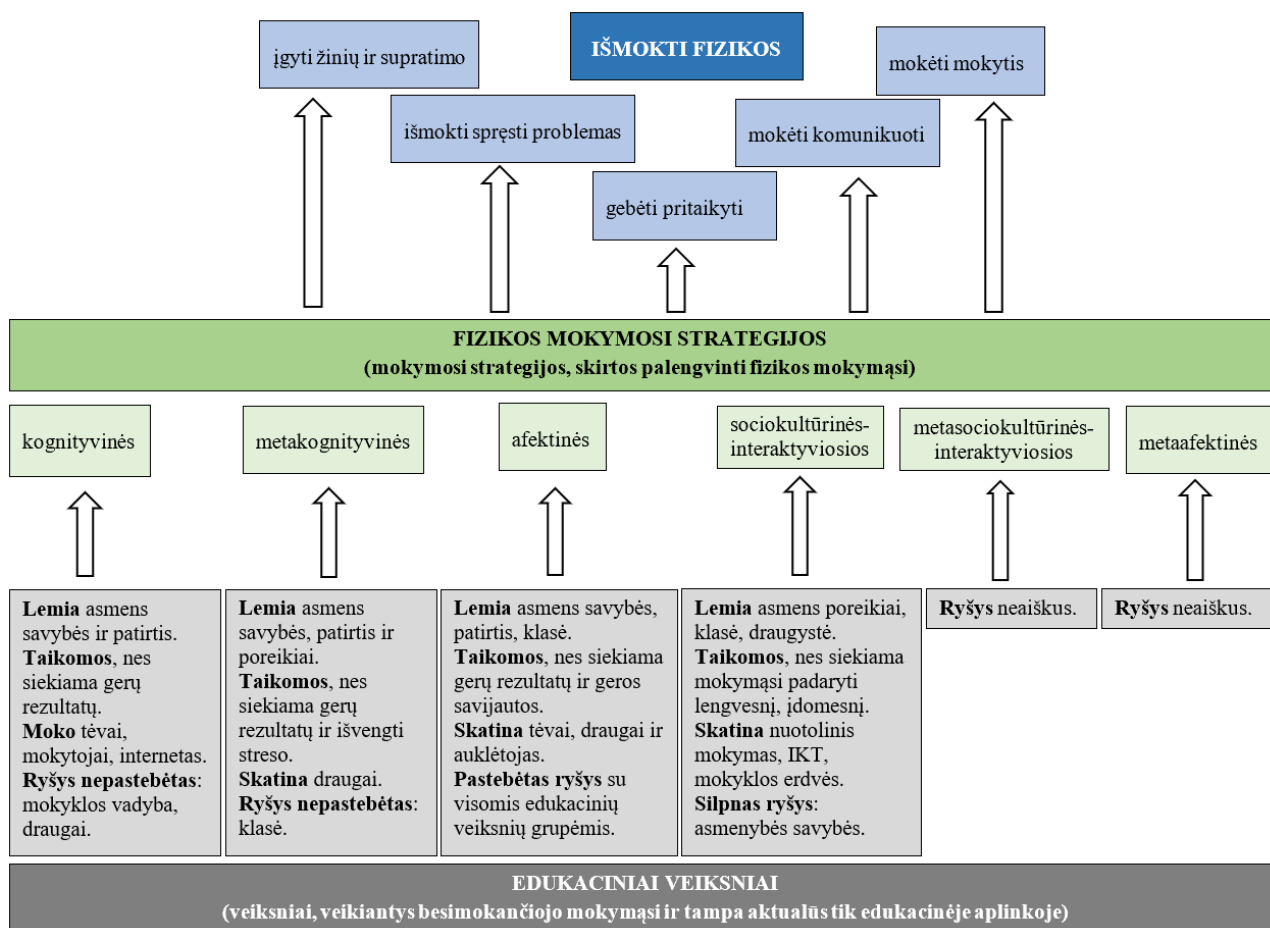 IŠMOKTI FIZIKOS
įgyti žinių ir supratimo
mokėti mokytis
išmokti spręsti problemas
mokėti komunikuoti
gebėti pritaikyti
FIZIKOS MOKYMOSI STRATEGIJOS
(mokymosi strategijos, skirtos palengvinti fizikos mokymąsi)
kognityvinės
metakognityvinės
afektinės
sociokultūrinės-
interaktyviosios
metasociokultūrinės-
interaktyviosios
metaafektinės
Lemia asmens
savybės ir patirtis.
Taikomos, nes
siekiama gerų
rezultatų.
Moko tėvai,
mokytojai, internetas.
Ryšys nepastebėtas:
mokyklos vadyba,
draugai.
Lemia asmens
savybės, patirtis ir
poreikiai.
Taikomos, nes
siekiama gerų
rezultatų ir išvengti
streso.
Skatina draugai.
Ryšys nepastebėtas:
klasė.
Lemia asmens savybės,
patirtis, klasė.
Taikomos, nes siekiama
gerų rezultatų ir geros
savijautos.
Skatina tėvai, draugai ir
auklėtojas.
Pastebėtas ryšys su
visomis edukacinių
veiksnių grupėmis.
Lemia asmens poreikiai,
klasė, draugystė.
Taikomos, nes siekiama
mokymąsi padaryti
lengvesnį, įdomesnį.
Skatina nuotolinis
mokymas, IKT,
mokyklos erdvės.
Silpnas ryšys:
asmenybės savybės.
Ryšys neaiškus.
Ryšys neaiškus.
EDUKACINIAI VEIKSNIAI
(veiksniai, veikiantys besimokančiojo mokymąsi ir tampa aktualūs tik edukacinėje aplinkoje)